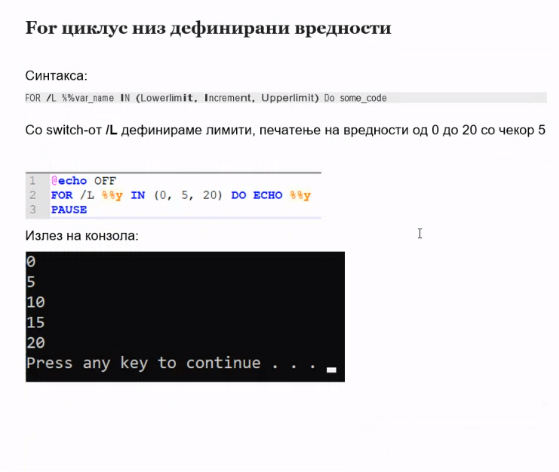 For циклус низ дефинирани вредности
Синтакса:
FOR /L %%var_name IN (Lowerlimit, Increment, Upperlimit) Do some_code
Со switch-от /L дефинираме лимити, печатење на вредности од 0 до 20 со чекор 5
1 @echo OFF
2 FOR /L %%y IN (0, 5, 20) DO ECHO %%y
3 PAUSE
Излез на конзола:
0
5
10
15
20
Press any key to continue . . .